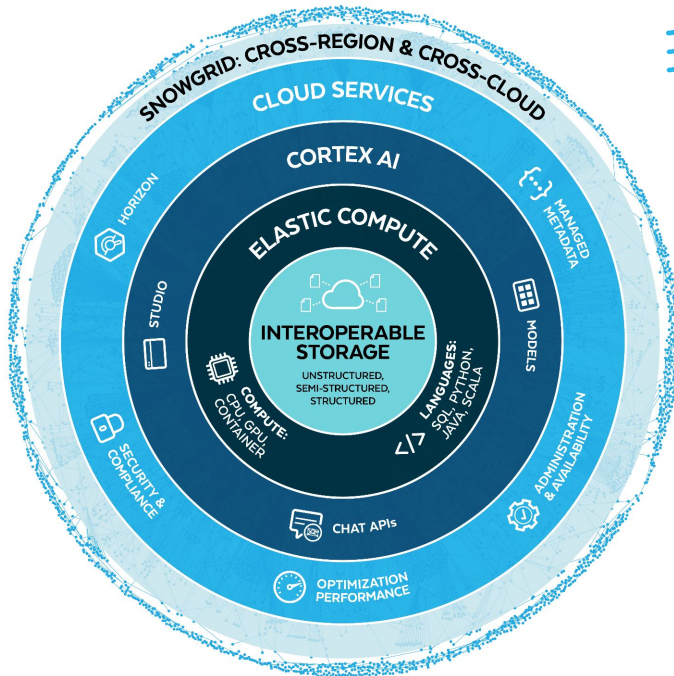 SNOWGRID: CROSS-REGION & CROSS-CLOUD
CLOUD SERVICES
HORIZON
{...} MANAGED
METADATA
SECURITY &
COMPLIANCE
ADMINISTRATION
& AVAILABILITY
OPTIMIZATION
PERFORMANCE
CORTEX AI
STUDIO
MODELS
CHAT APIs
ELASTIC COMPUTE
COMPUTE:
CPU, GPU,
CONTAINER
</> LANGUAGES:
SQL, PYTHON,
JAVA, SCALA
INTEROPERABLE
STORAGE
UNSTRUCTURED,
SEMI-STRUCTURED,
STRUCTURED